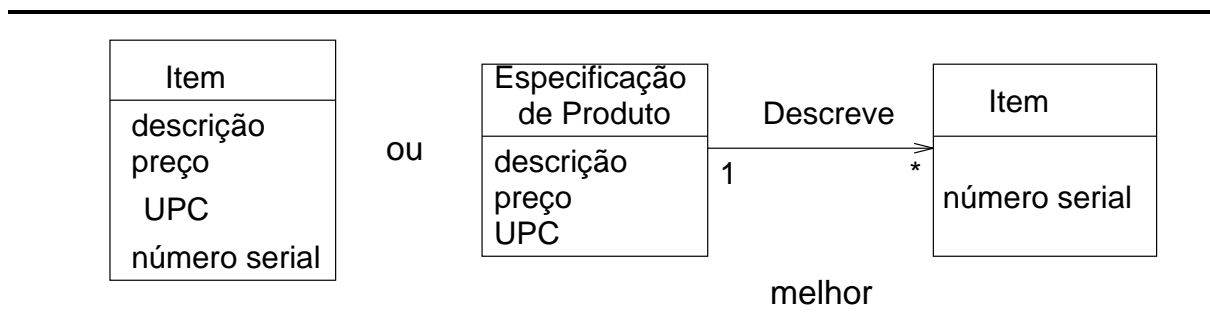 Item
descrição
preço
UPC
número serial
ou
Especificação
de Produto
descrição
preço
UPC
Descreve
1
*
Item
número serial
melhor